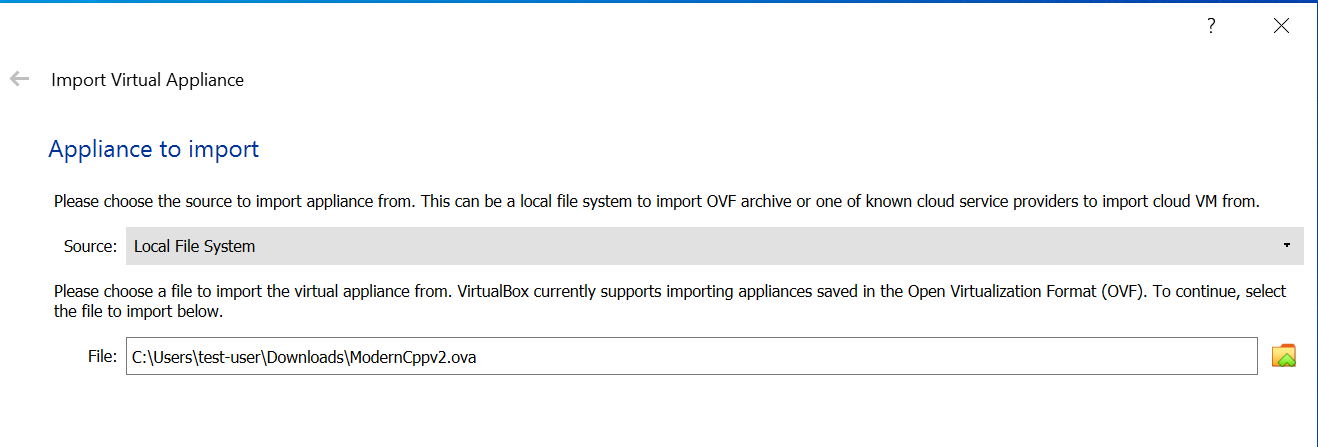 ?
Import Virtual Appliance
Appliance to import
Please choose the source to import appliance from. This can be a local file system to import OVF archive or one of known cloud service providers to import cloud VM from.
Source: Local File System
Please choose a file to import the virtual appliance from. VirtualBox currently supports importing appliances saved in the Open Virtualization Format (OVF). To continue, select
the file to import below.
File: C:\Users\test-user\Downloads\ModernCppv2.ova